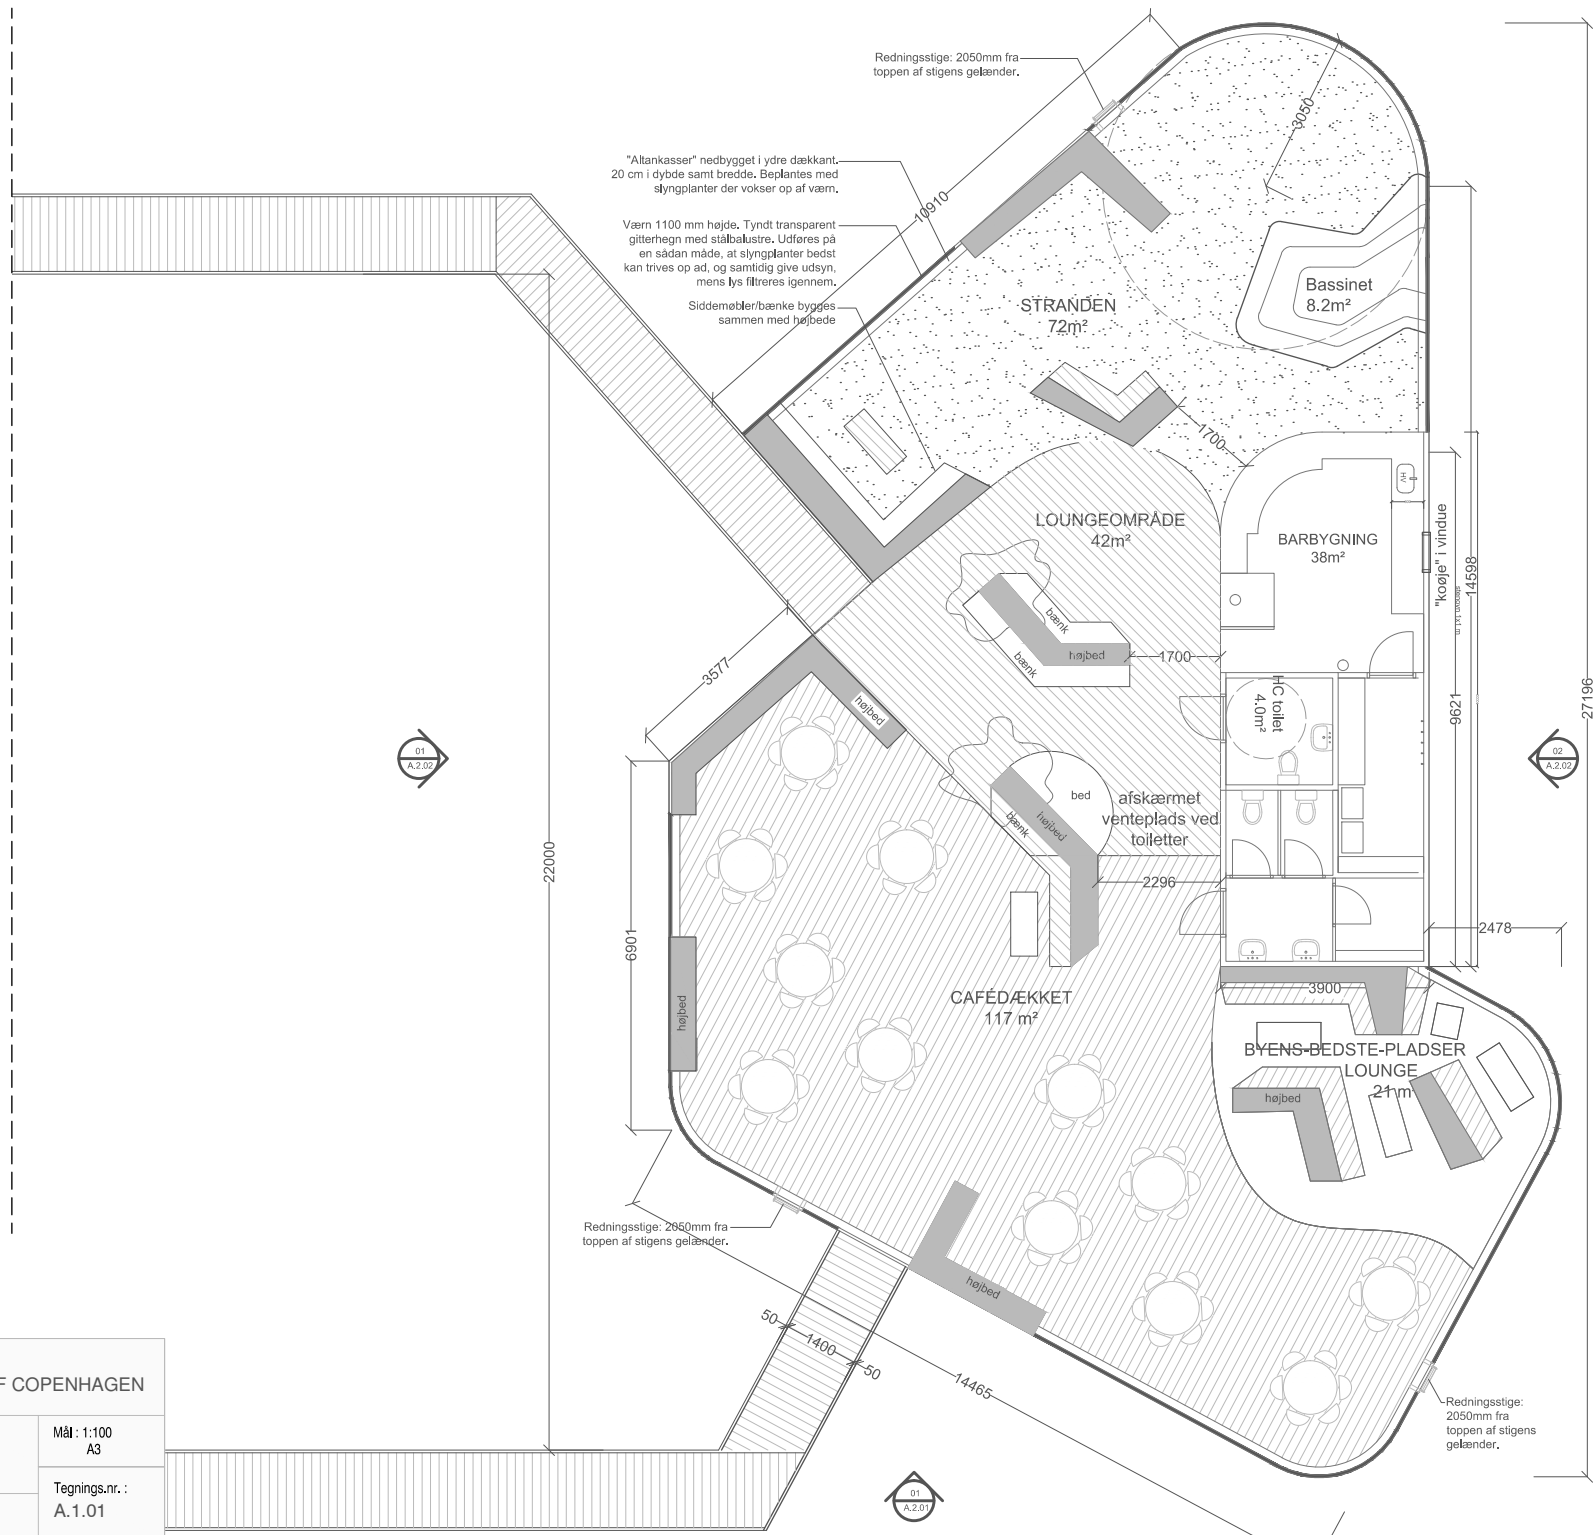 Redningsstige: 2050mm fra
toppen af stigens gelænder.
3050
"Altankasser" nedbygget i ydre dækkant.
20 cm i dybde samt bredde. Beplantes med
slyngplanter der vokser op af værn.
10910
Værn 1100 mm højde. Tyndt transparent
gitterhegn med stålbalustre. Udføres på
en sådan måde, at slyngplanter bedst
kan trives op ad, og samtidig give udsyn,
mens lys filtreres igennem.
Siddemøbler/bænke bygges
sammen med højbede
STRANDEN
72m²
Bassinet
8.2m²
1700
HV
LOUNGEOMRÅDE
42m²
BARBYGNING
38m²
"koøje" i vindue
14598
bænk
bænk
højbed
1700
3577
højbed
HC toilet
4.0m²
9621
27196
01
A.2.02
02
A.2.02
bed
højbed
bænk
afskærmet
venteplads ved
toiletter
22000
2296
6901
2478
højbed
CAFÉDÆKKET
117 m²
3900
BYENS-BEDSTE-PLADSER
LOUNGE
21 m²
højbed
Redningsstige: 2050mm fra
toppen af stigens gelænder.
højbed
50
1400
50
14465
Redningsstige:
2050mm fra
toppen af stigens
gelænder.
F COPENHAGEN
Mål : 1:100
A3
Tegnings.nr. :
A.1.01
01
A.2.01